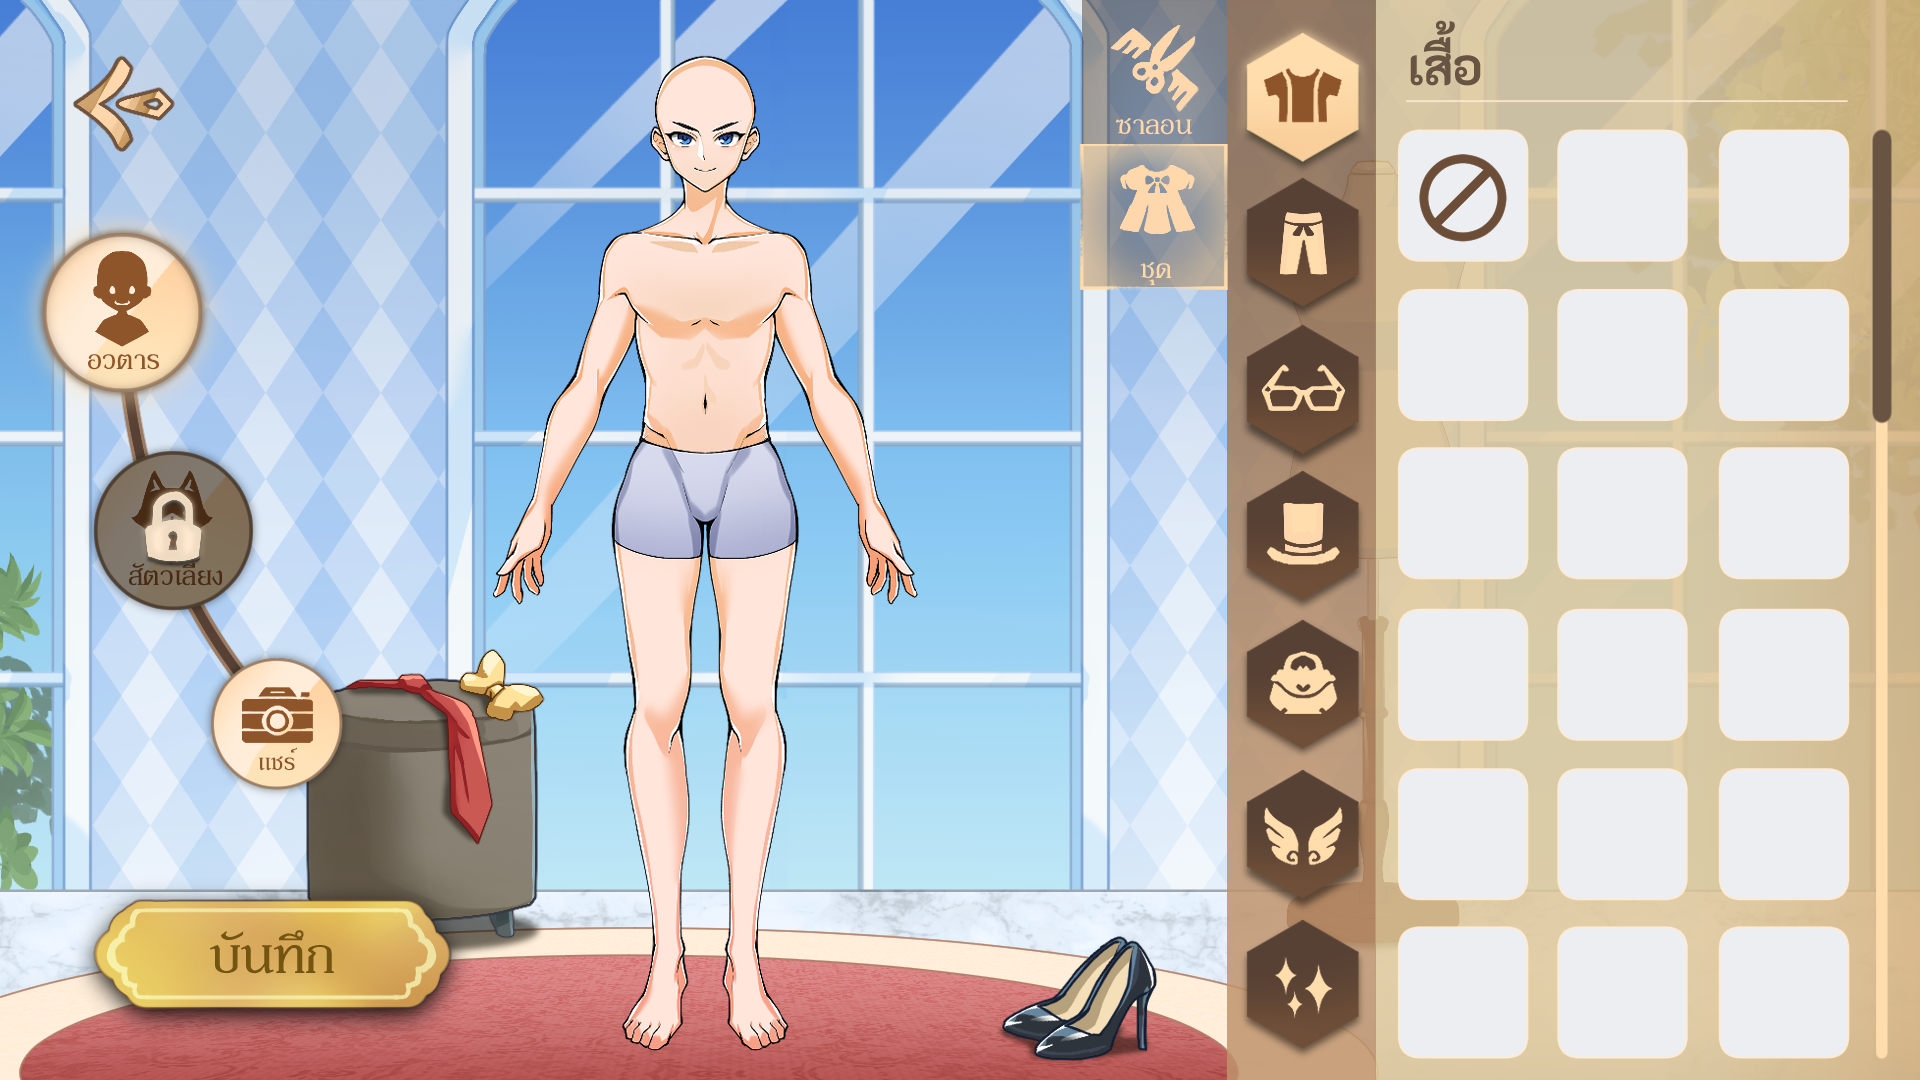 อวตาร
สัตว์เลี้ยง
แชร์
บันทึก
ซาลอน
ชุด
เสื้อ